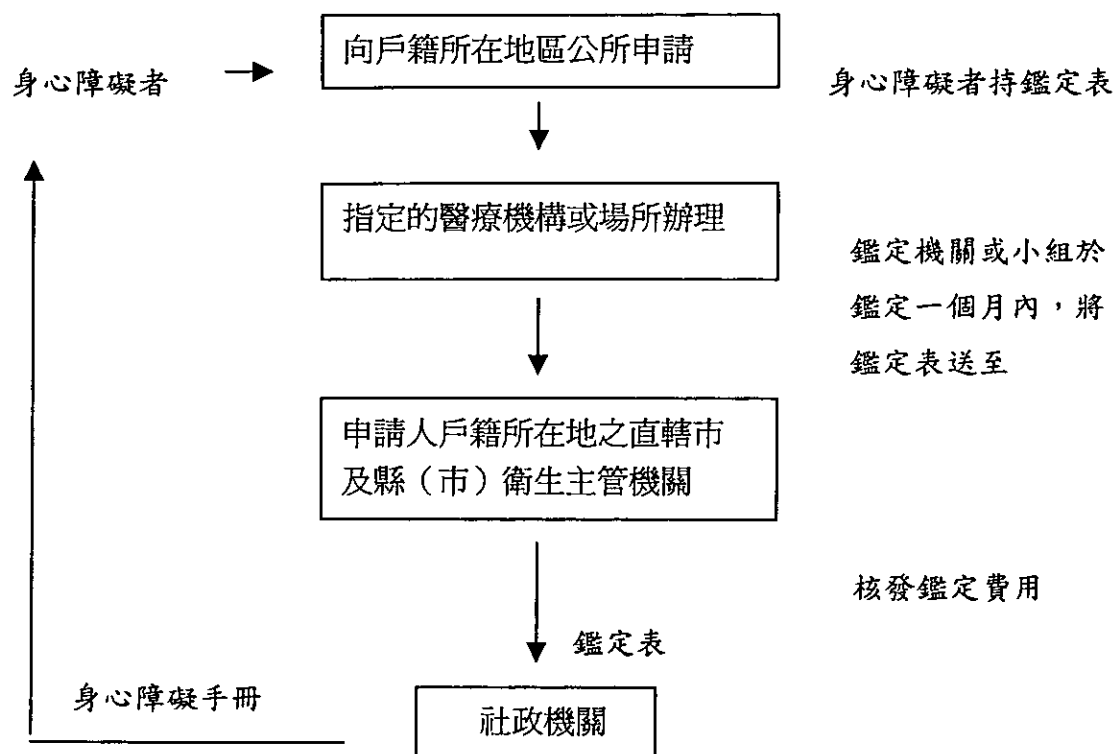 向戶籍所在地區公所申請
身心障礙者
身心障礙者持鑑定表
指定的醫療機構或場所辦理
鑑定機關或小組於
鑑定一個月內，將
鑑定表送至
申請人戶籍所在地之直轄市
及縣（市）衛生主管機關
核發鑑定費用
鑑定表
身心障礙手冊
社政機關